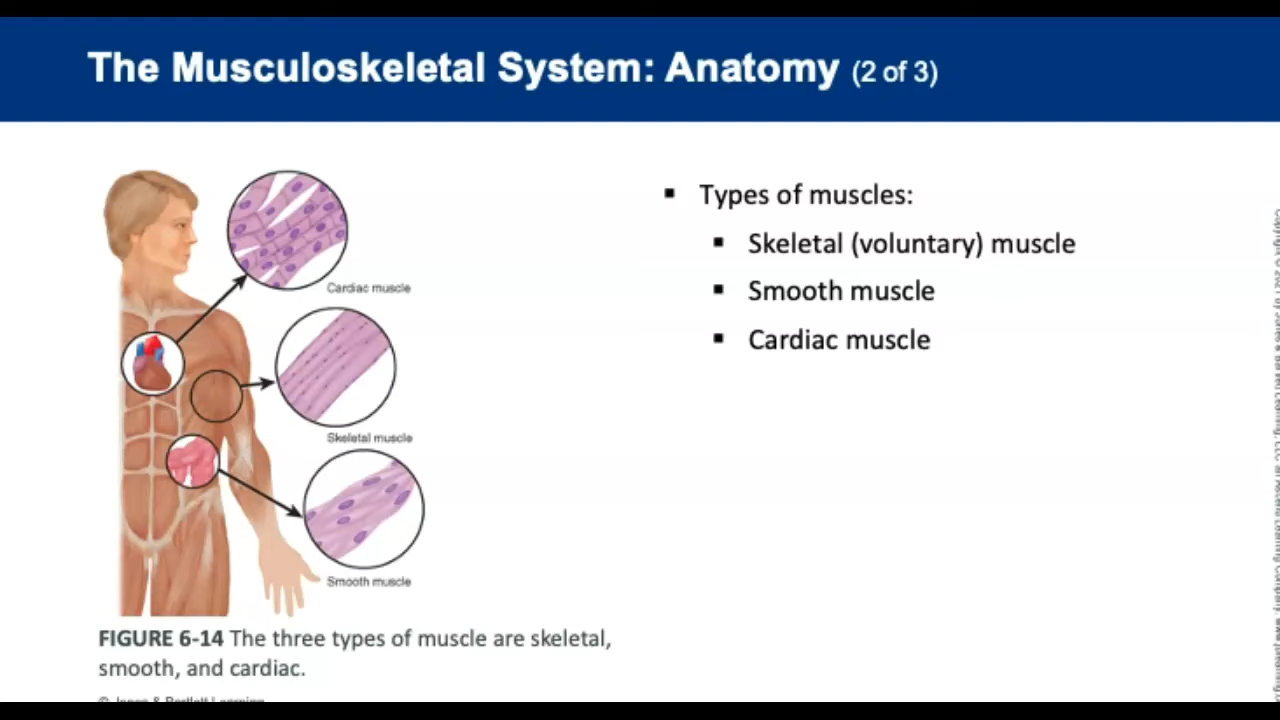 The Musculoskeletal System: Anatomy (2 of 3)
Cardiac muscle
Skeletal muscle
Smooth muscle
FIGURE 6-14 The three types of muscle are skeletal,
smooth, and cardiac.
© Jones & Bartlett Learning
▪ Types of muscles:
▪ Skeletal (voluntary) muscle
▪ Smooth muscle
▪ Cardiac muscle